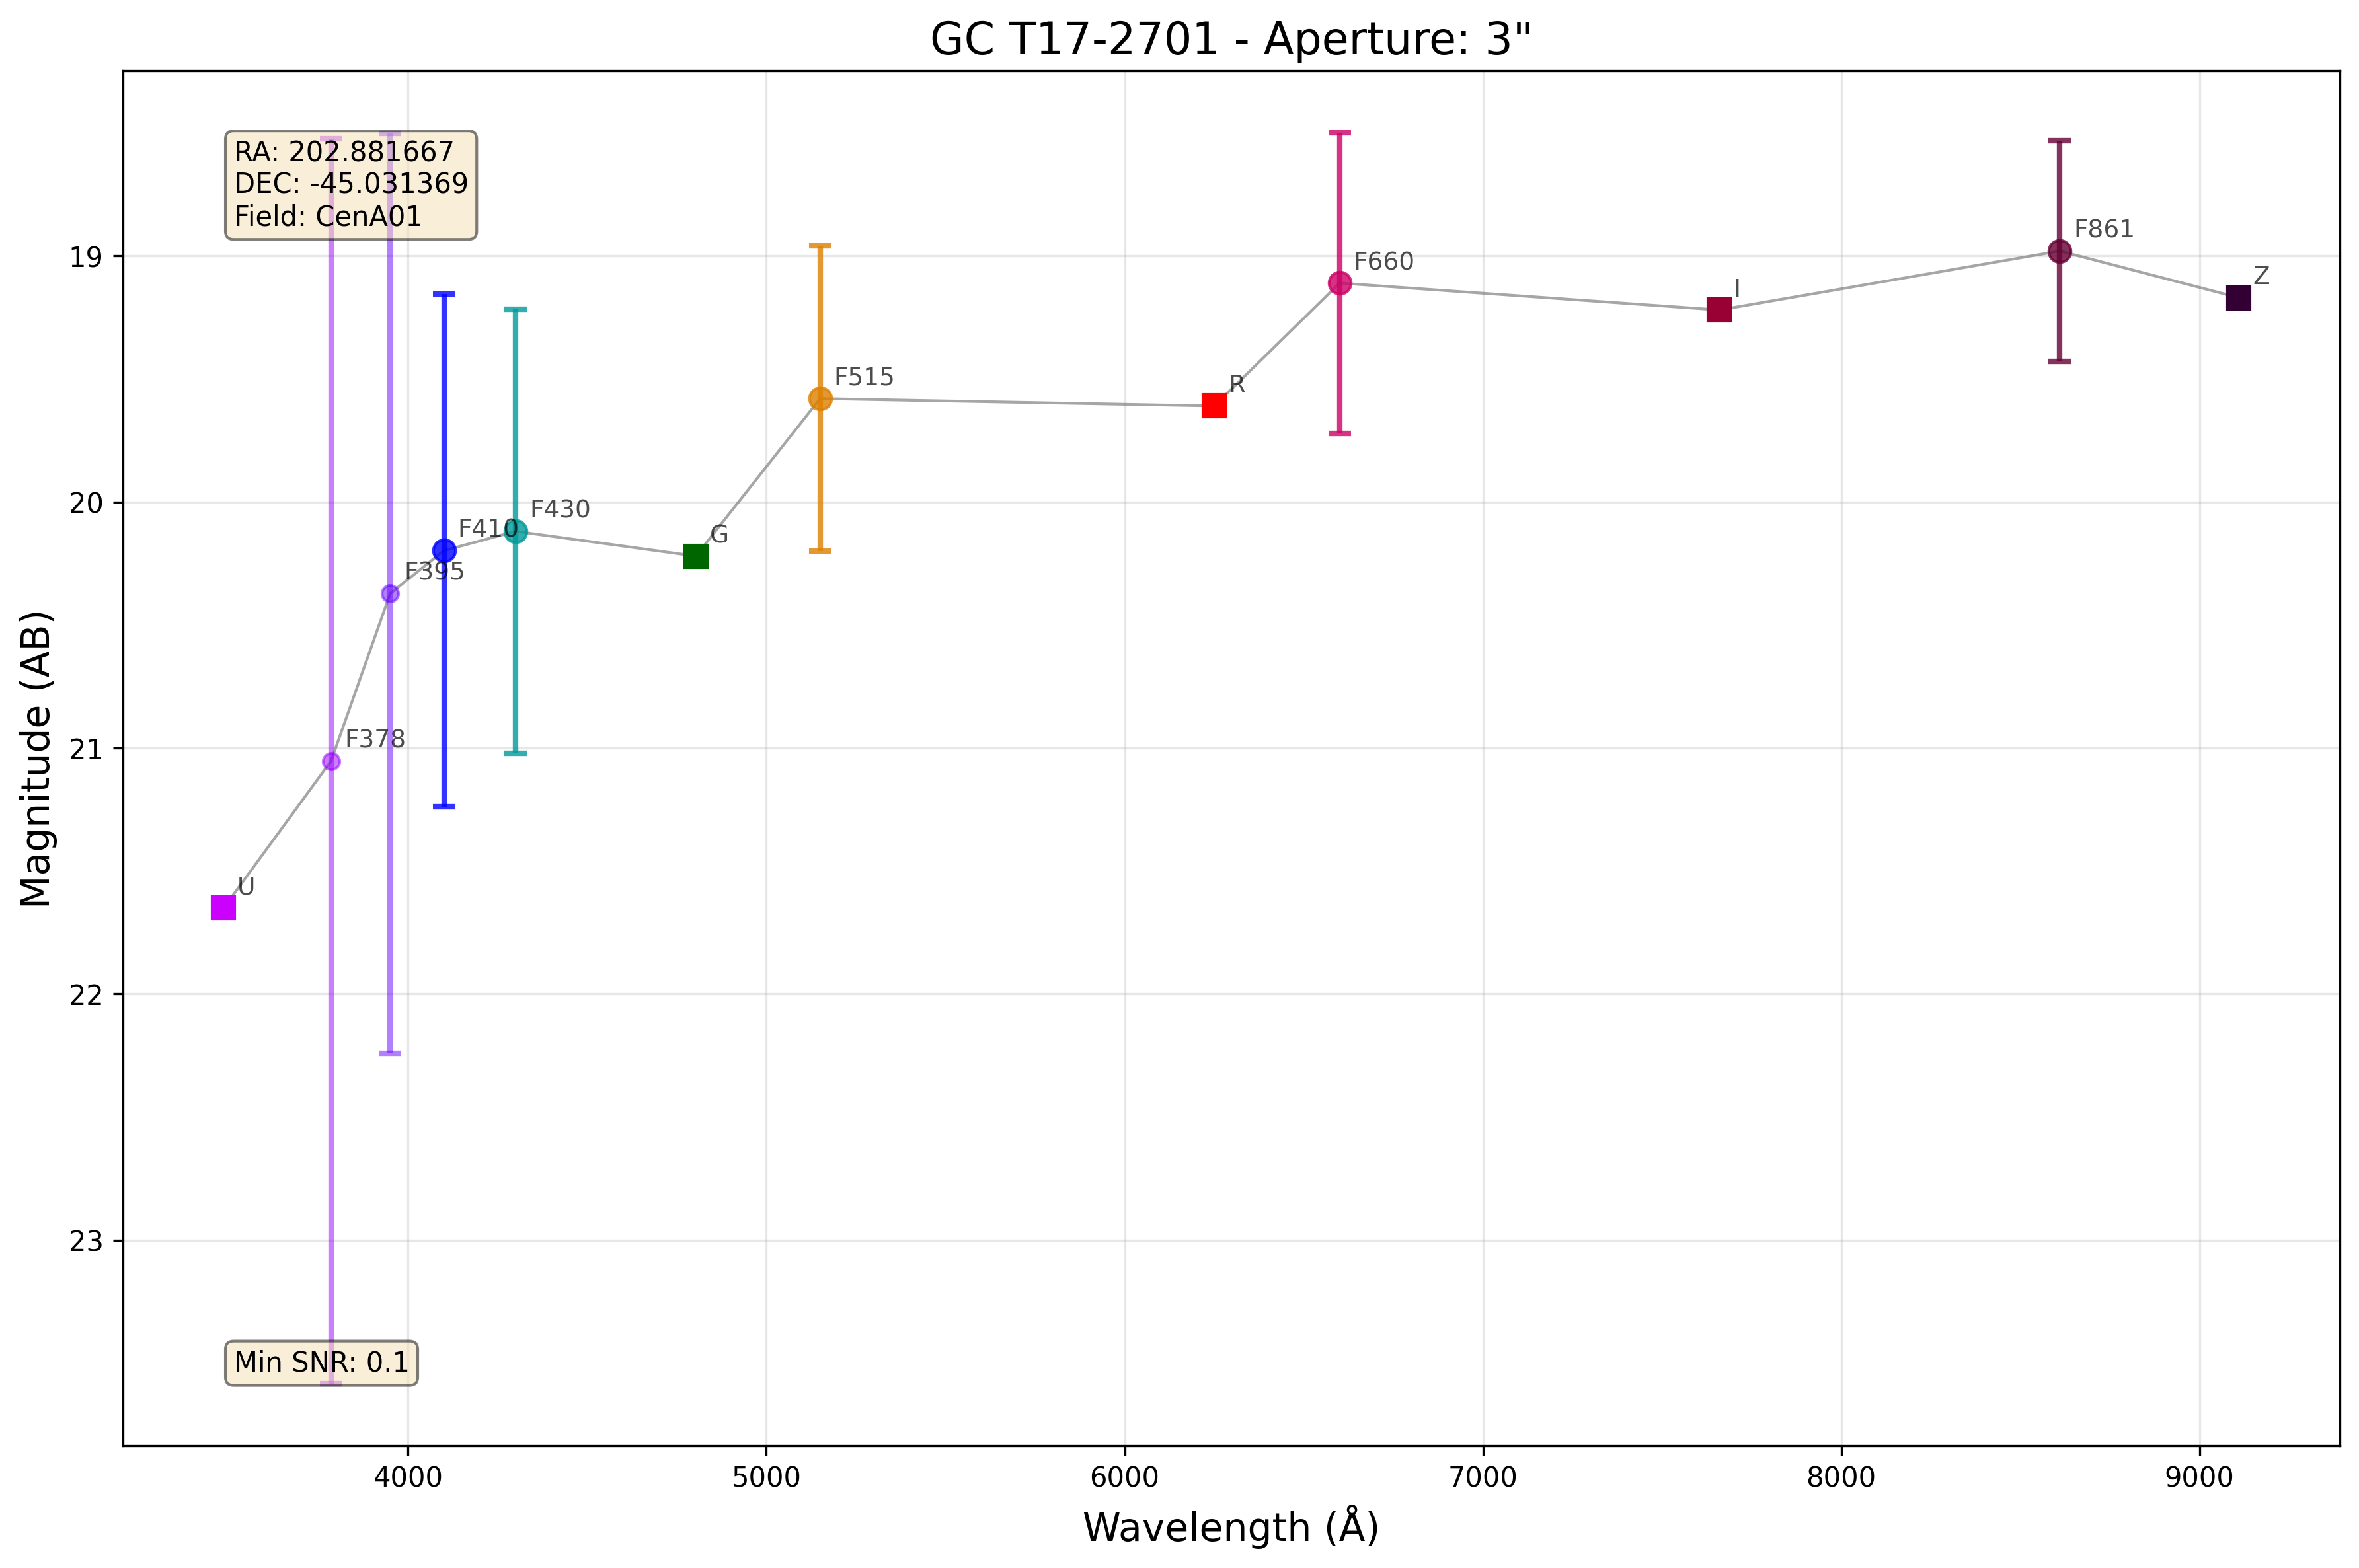 GC T17-2701 - Aperture: 3"
RA: 202.881667
DEC: -45.031369
Field: CenA01
F861
Z
F660
I
19
F515
R
F430
20
F410
G
F395
F378
21
U
22
23
Min SNR: 0.1
Magnitude (AB)
4000
5000
6000
7000
8000
9000
Wavelength (Å)